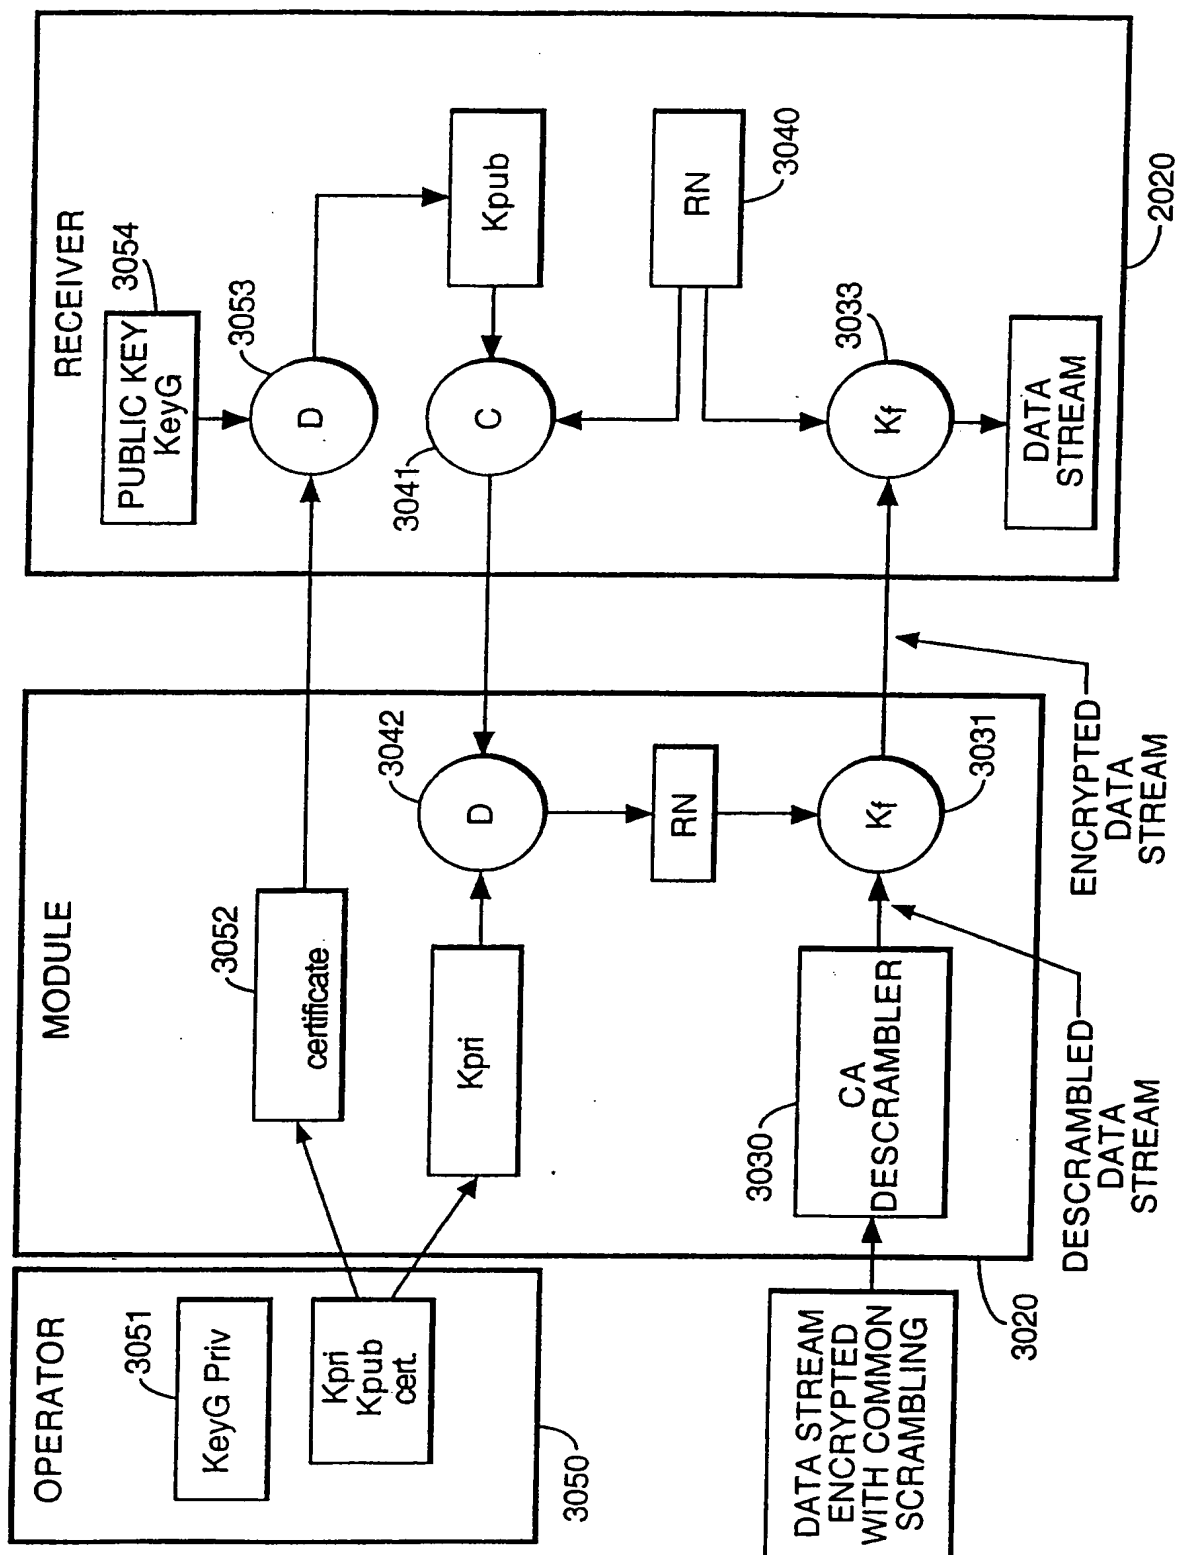 OPERATOR
3051
KeyG Priv
Kpri
Kpub
cert.
3050
DATA STREAM
ENCRYPTED
WITH COMMON
SCRAMBLING
MODULE
3052
certificate
Kpri
3042
D
RN
3030
CA
DESCRAMBLER
Kf
3031
3020
DESCRAMBLED
DATA
STREAM
ENCRYPTED
DATA
STREAM
RECEIVER
3054
PUBLIC KEY
KeyG
3053
D
Kpub
3041
C
RN
3040
3033
Kf
DATA
STREAM
2020